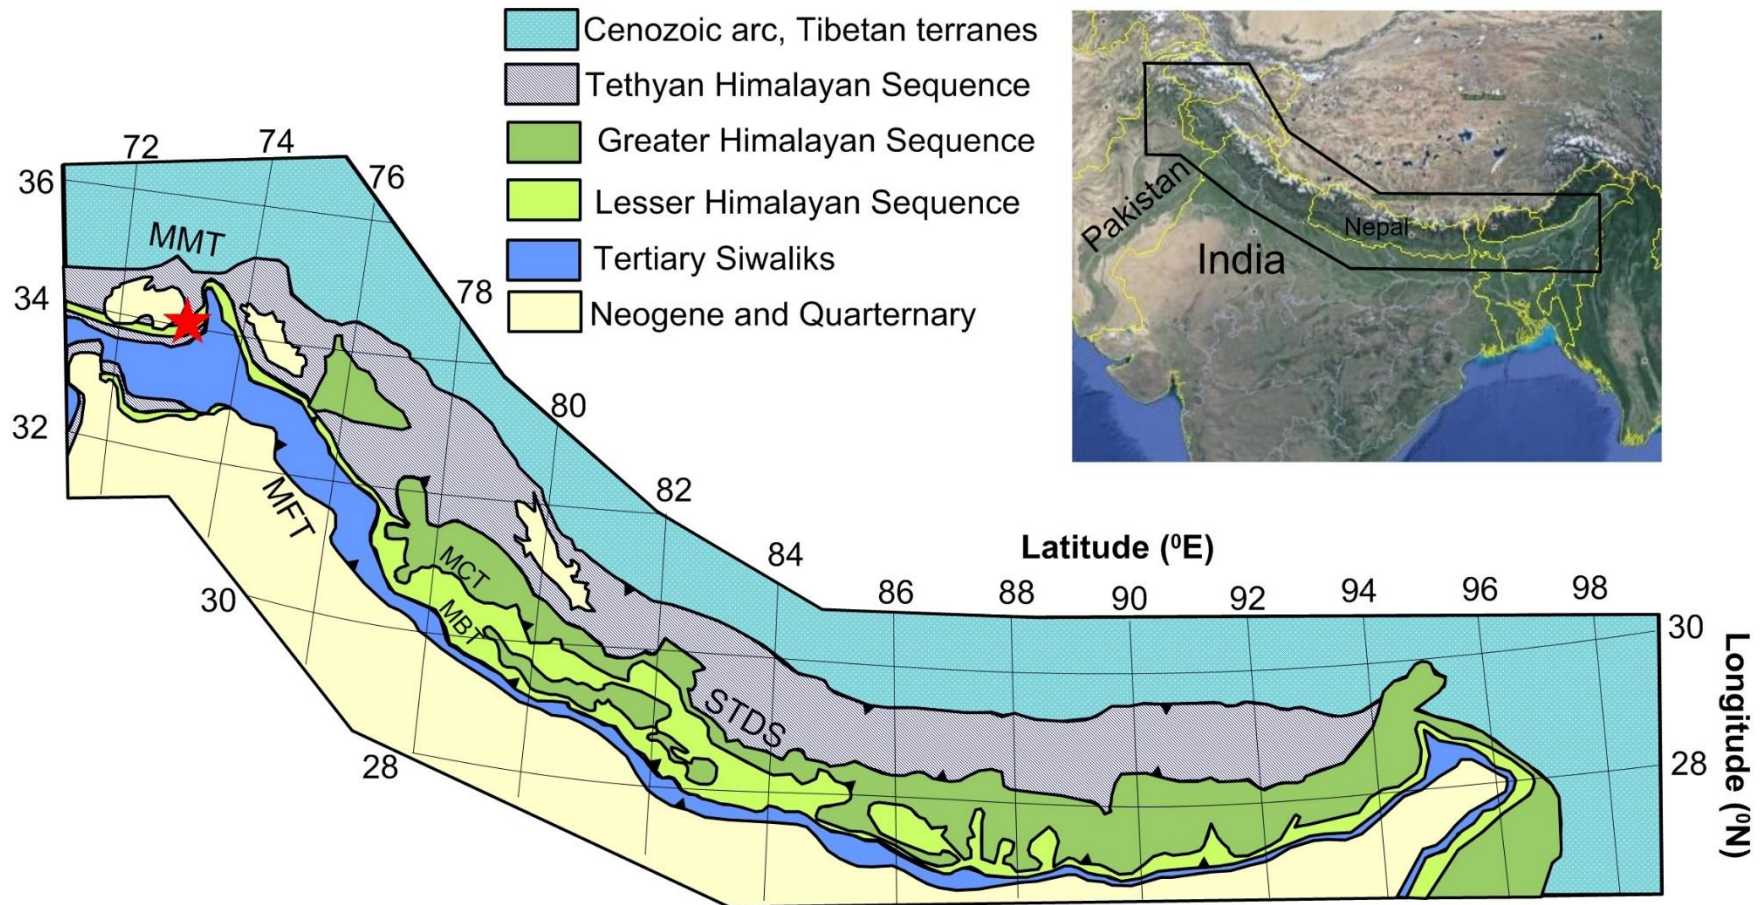 Cenozoic arc, Tibetan terranes
Tethyan Himalayan Sequence
Greater Himalayan Sequence
Lesser Himalayan Sequence
Tertiary Siwaliks
Neogene and Quarternary
Pakistan
India
Nepal
72
74
76
78
80
82
84
86
88
90
92
94
96
98
Latitude (⁰E)
36
34
32
30
28
30
28
Longitude (⁰N)
MMT
MFT
MCT
MBT
STDS